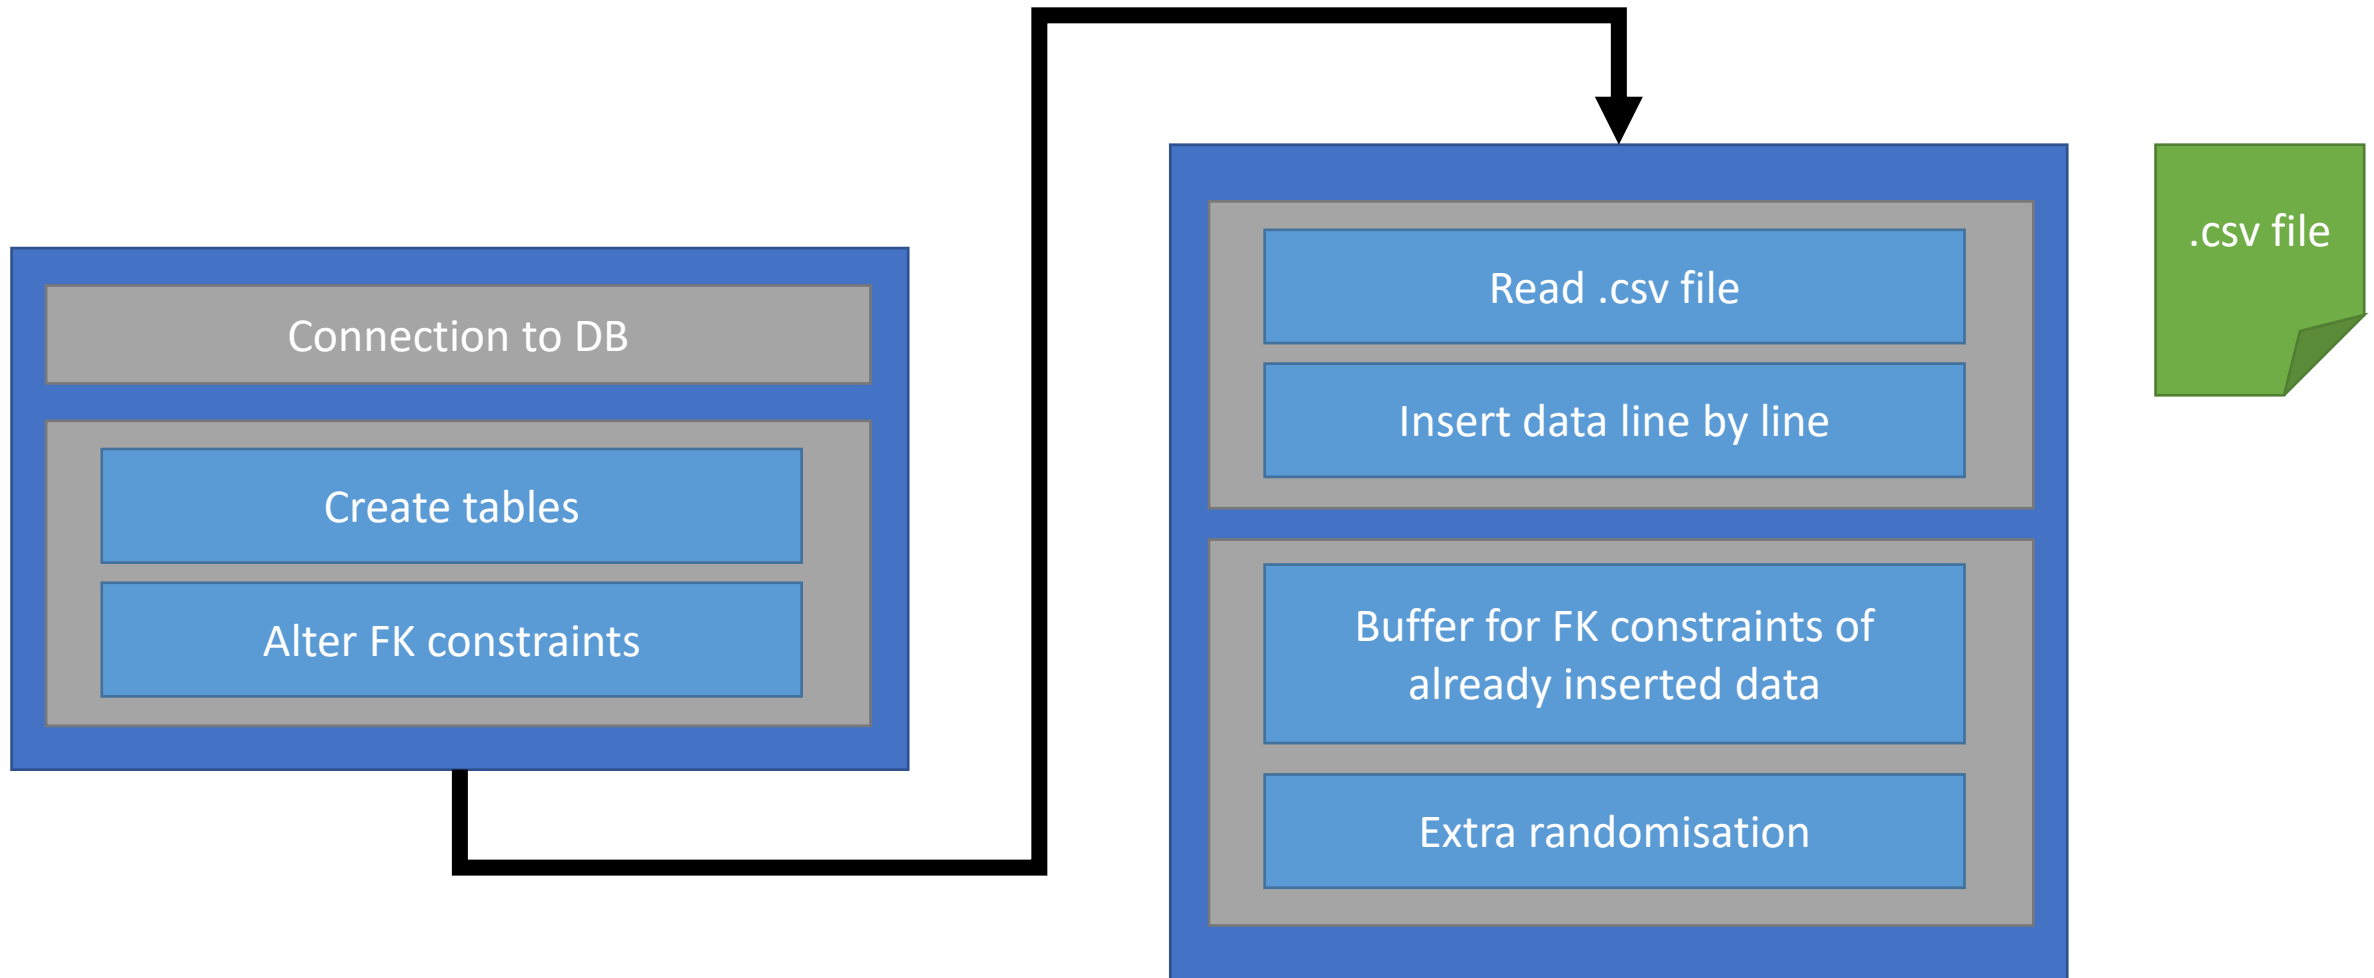 Connection to DB
Create tables
Alter FK constraints
Read .csv file
Insert data line by line
Buffer for FK constraints of
already inserted data
Extra randomisation
.csv file